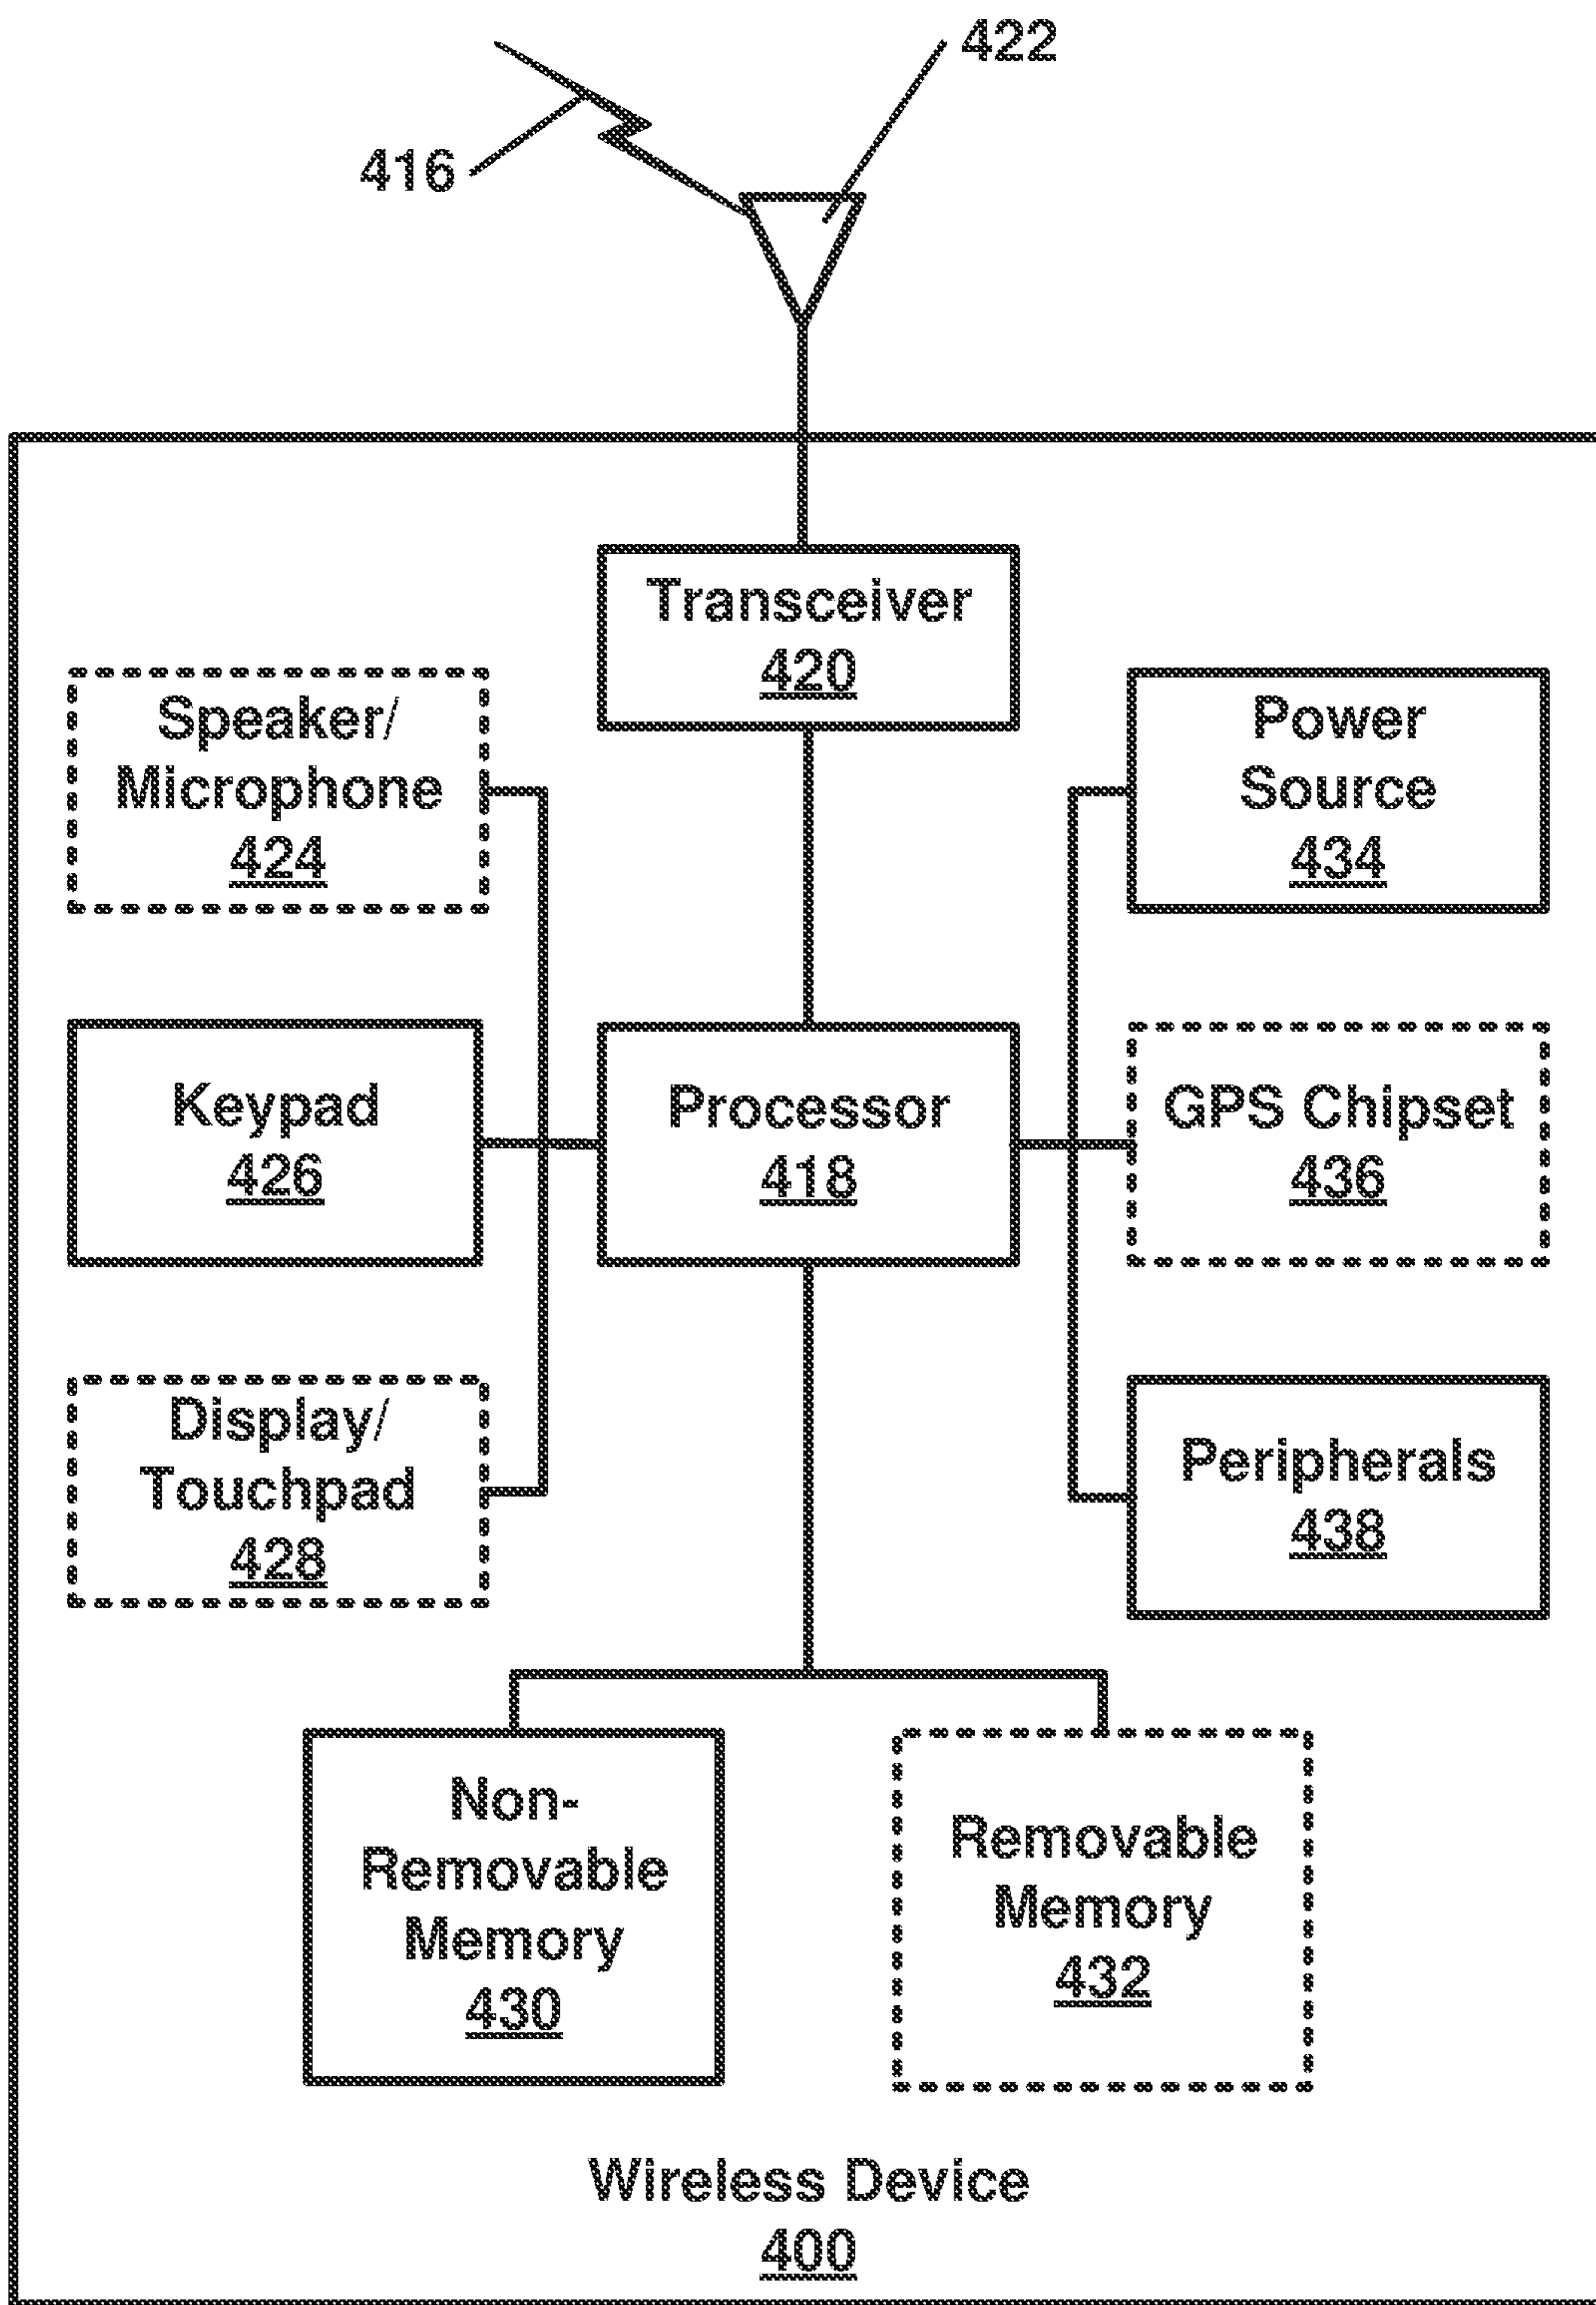 422
416
Transceiver
420
Speaker/
Microphone
424
Power
Source
434
Keypad
426
Processor
418
GPS Chipset
436
Display/
Touchpad
428
Peripherals
438
Non-
Removable
Memory
430
Removable
Memory
432
Wireless Device
400